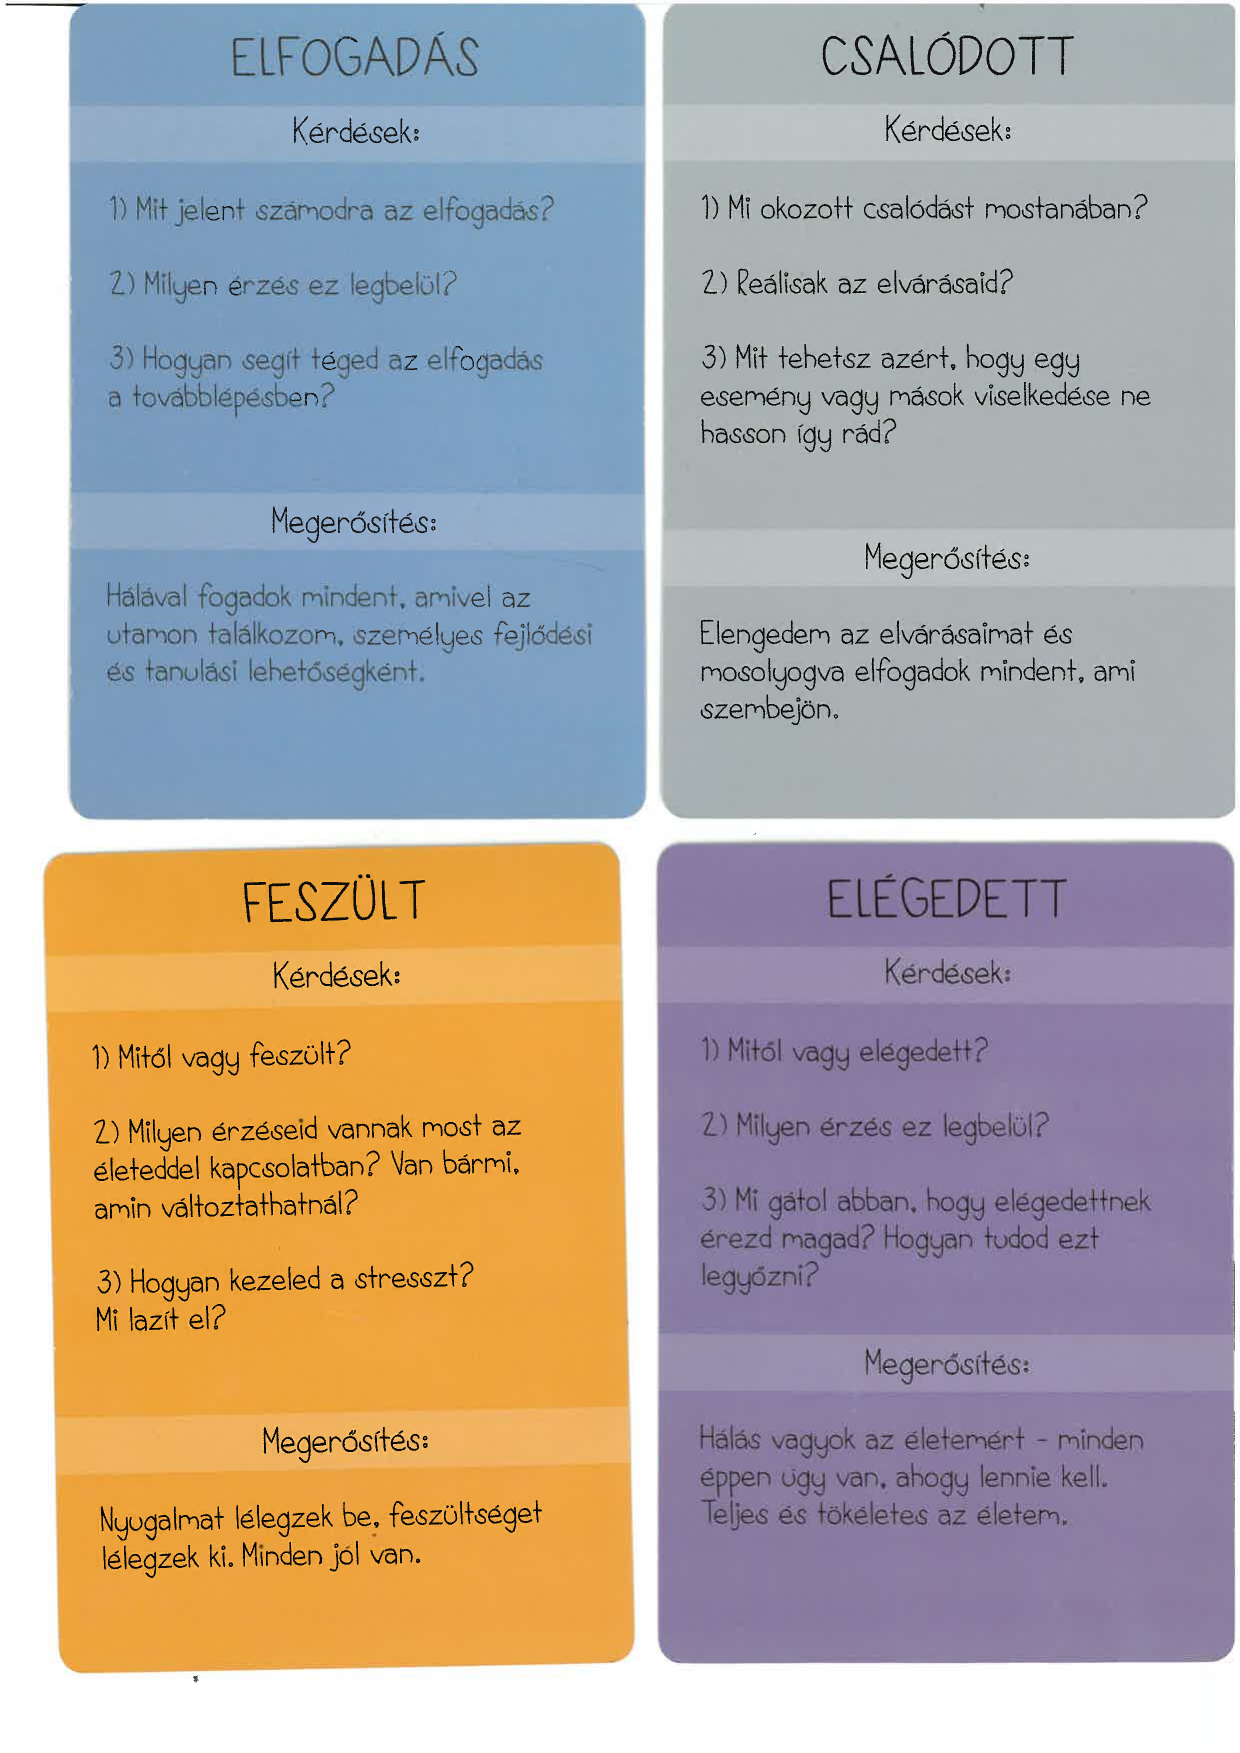 ELFOGADÁS
Kérdések:
1) Mit jelent számodra az elfogadás?
2) Milyen érzés ez legbelül?
3) Hogyan segít téged az elfogadás
a továbblépésben?
Megerősítés:
Hálával fogadok mindent, amivel az
utamon találkozom, személyes fejlődési
és tanulási lehetőségként.
CSALÓDOTT
Kérdések:
1) Mi okozott csalódást mostanában?
2) Reálisak az elvárásaid?
3) Mit tehetsz azért, hogy egy
esemény vagy mások viselkedése ne
hasson így rád?
Megerősítés:
Elengedem az elvárásaimat és
mosolyogva elfogadok mindent, ami
szembejön.
FESZÜLT
Kérdések:
1) Mitől vagy feszült?
2) Milyen érzéseid vannak most az
életeddel kapcsolatban? Van bármi,
amin változtathatnál?
3) Hogyan kezeled a stresszt?
Mi lazít el?
Megerősítés:
Nyugalmat lélegzek be, feszültséget
lélegzek ki. Minden jól van.
ELÉGEDETT
Kérdések:
1) Mitől vagy elégedett?
2) Milyen érzés ez legbelül?
3) Mi gátol abban, hogy elégedettnek
érezd magad? Hogyan tudod ezt
legyőzni?
Megerősítés:
Hálás vagyok az életemért - minden
éppen úgy van, ahogy lennie kell.
Teljes és tökéletes az életem.